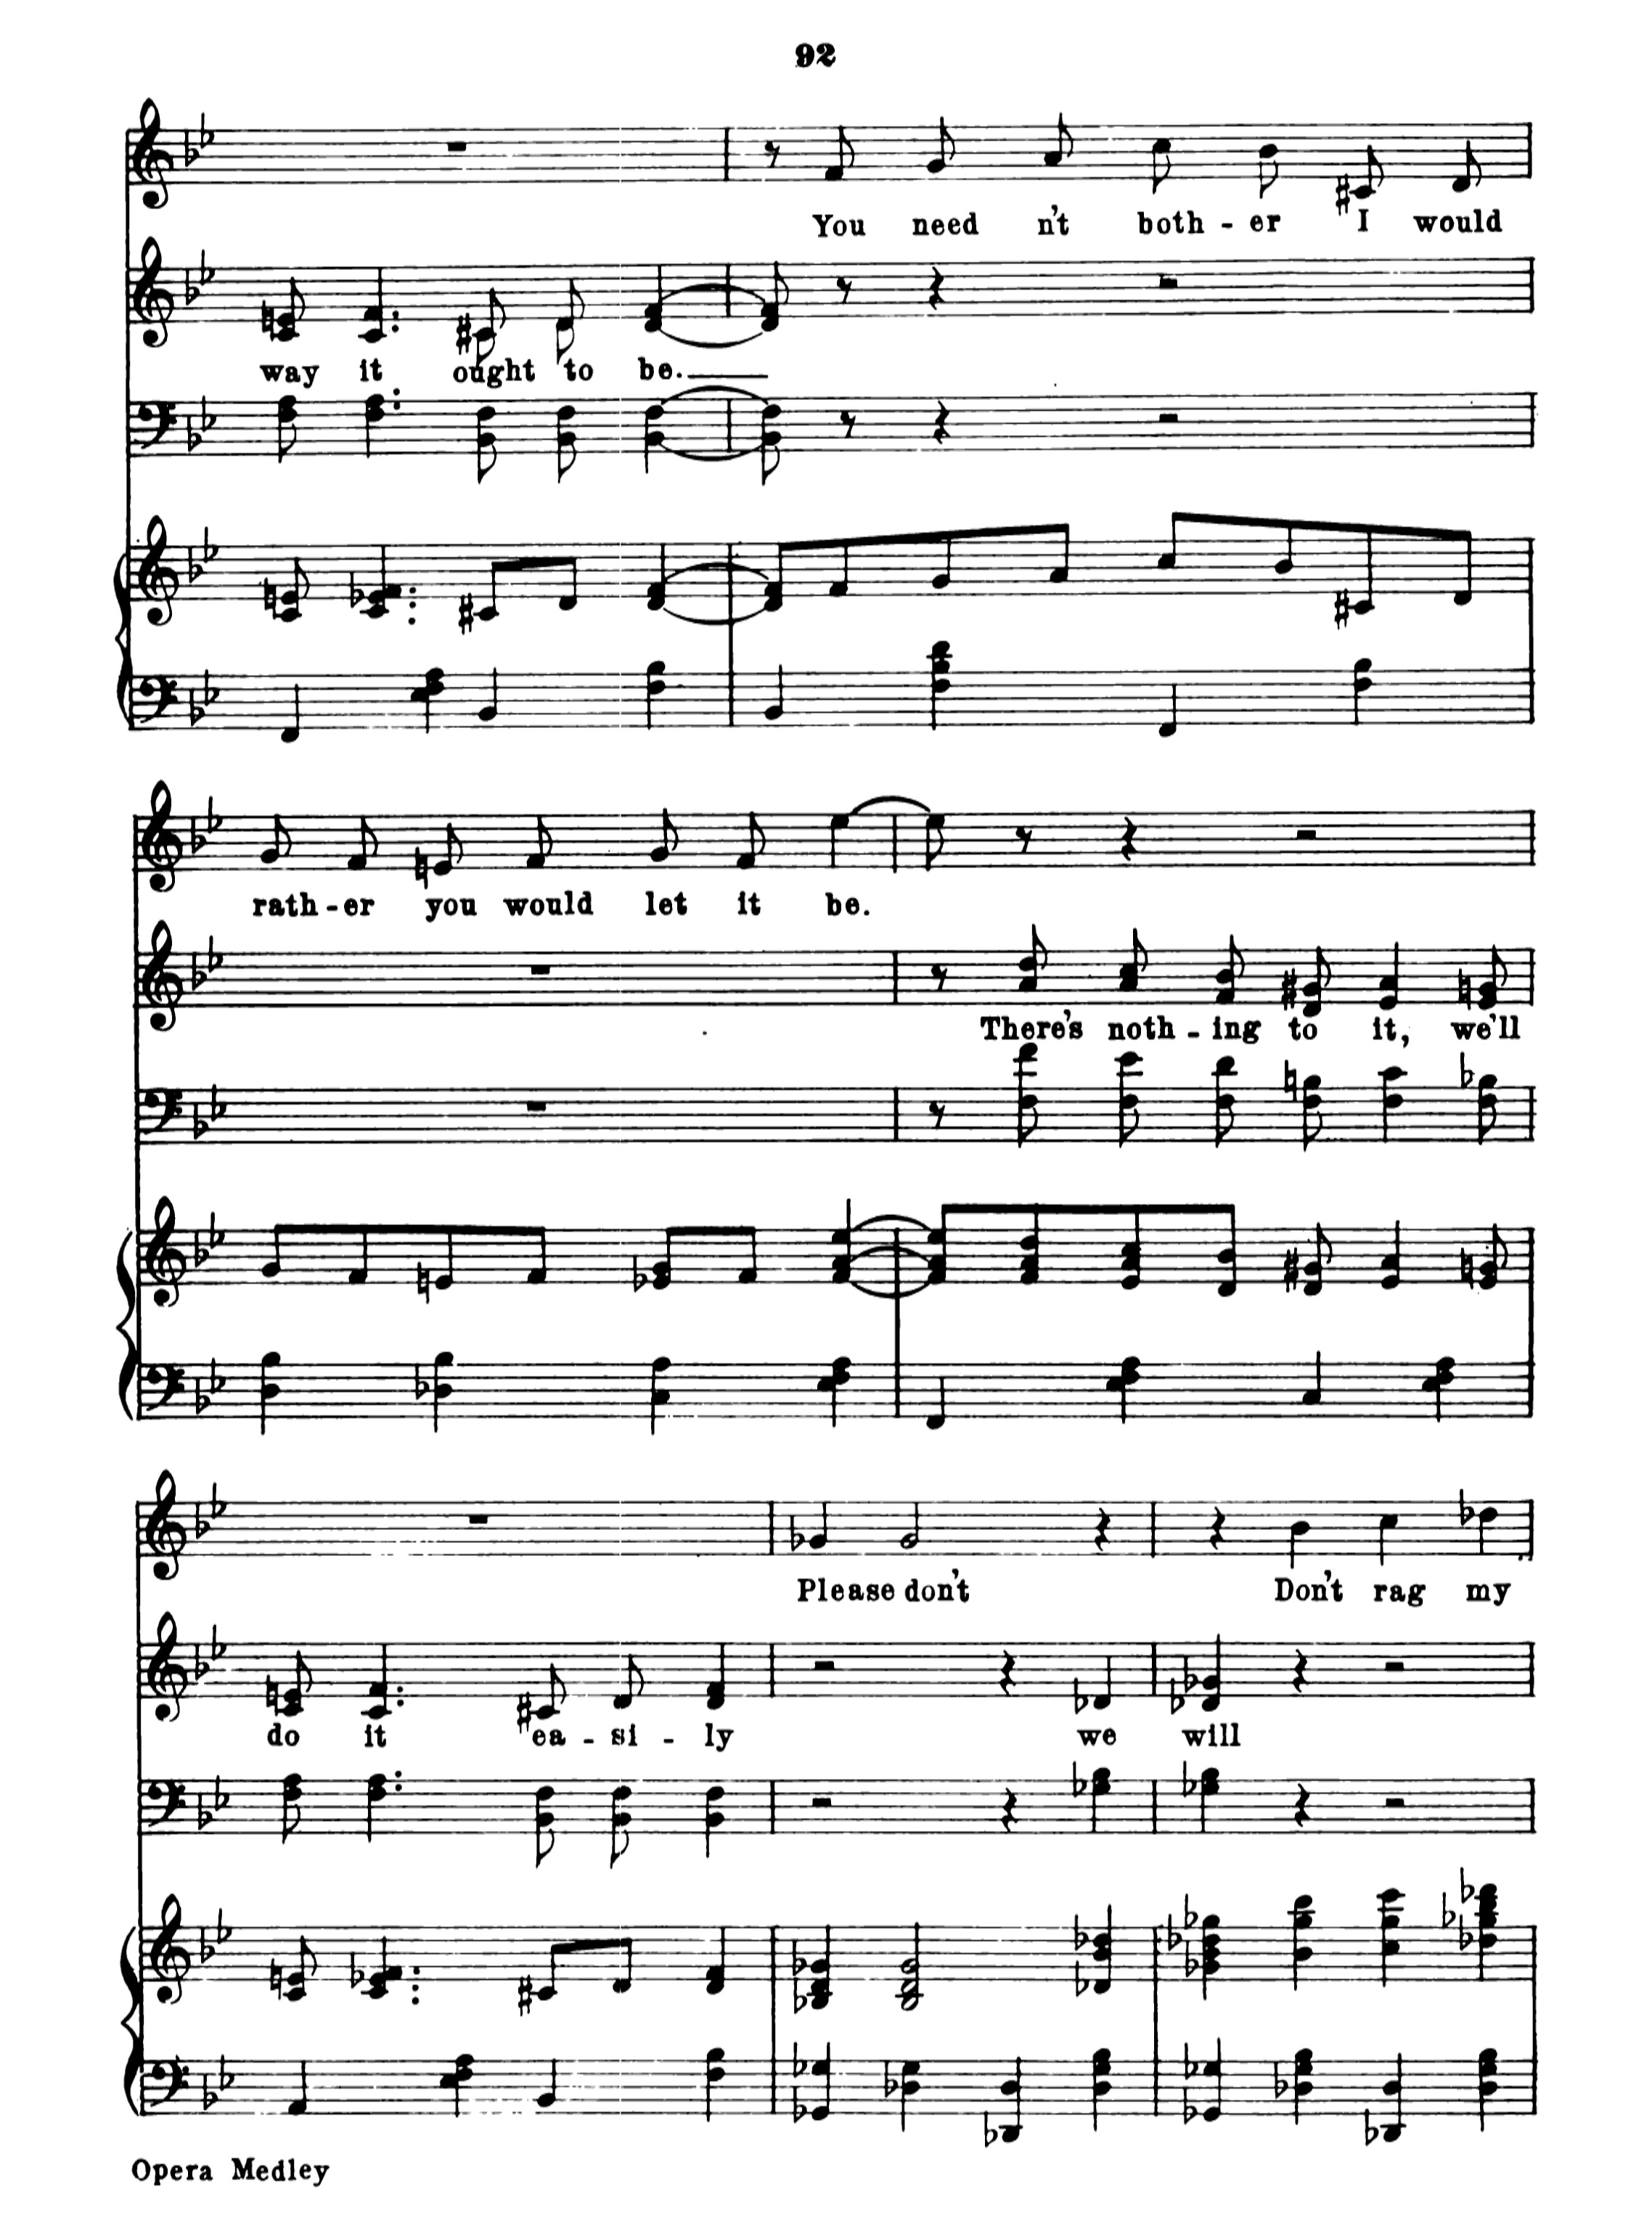 92
You need n't both - er I would
way it ought to be.
rath - er you would let it be.
There's noth - ing to it, we'll
Please don't Don't rag my
do it ea - si - ly we will
Opera Medley